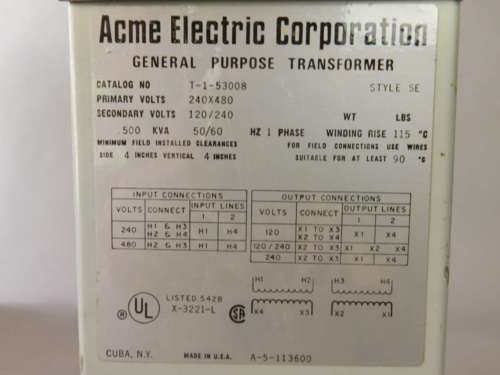 Acme Electric Corporation
GENERAL PURPOSE TRANSFORMER
CATALOG NO T-1-53008 STYLE SE
PRIMARY VOLTS 240X480
SECONDARY VOLTS 120/240 WT LBS
.500 KVA 50/60 HZ 1 PHASE WINDING RISE 115 °C
MINIMUM FIELD INSTALLED CLEARANCES FOR FIELD CONNECTIONS USE WIRES
SIDE 4 INCHES VERTICAL 4 INCHES SUITABLE FOR AT LEAST 90 °C
INPUT CONNECTIONS
VOLTS CONNECT INPUT LINES
1 2
240 H1 & H3
H2 & H4 H1 H4
480 H2 & H3 H1 H4
OUTPUT CONNECTIONS
VOLTS CONNECT OUTPUT LINES
1 2 3
120 X1 TO X3
X2 TO X4 X1 X4
120/240 X2 TO X3 X1 X2 X4
240 X2 TO X3 X1 X4
H1 H2 H3 H4
X4 X3 X2 X1
UL ®
LISTED 542B
X-3221-L
SA
CUBA, N.Y. MADE IN U.S.A. A-5-113600